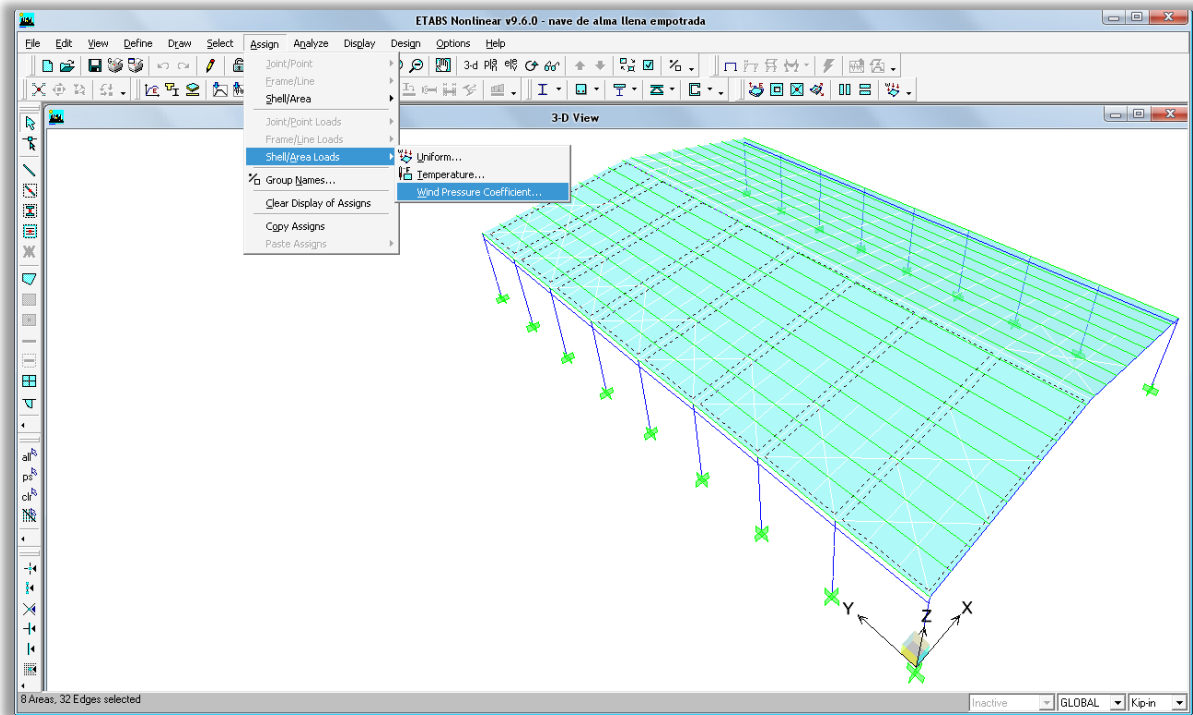 ETABS Nonlinear v9.6.0 - nave de alma llena empotrada
File Edit View Define Draw Select Assign Analyze Display Design Options Help
3-d
3-D View
Joint/Point
Frame/Line
Shell/Area
Joint/Point Loads
Frame/Line Loads
Shell/Area Loads
Group Names...
Clear Display of Assigns
Copy Assigns
Paste Assigns
Uniform...
Temperature...
Wind Pressure Coefficient...
all
ps
clr
Y
Z
X
8 Areas, 32 Edges selected
Inactive
GLOBAL
Kip-in